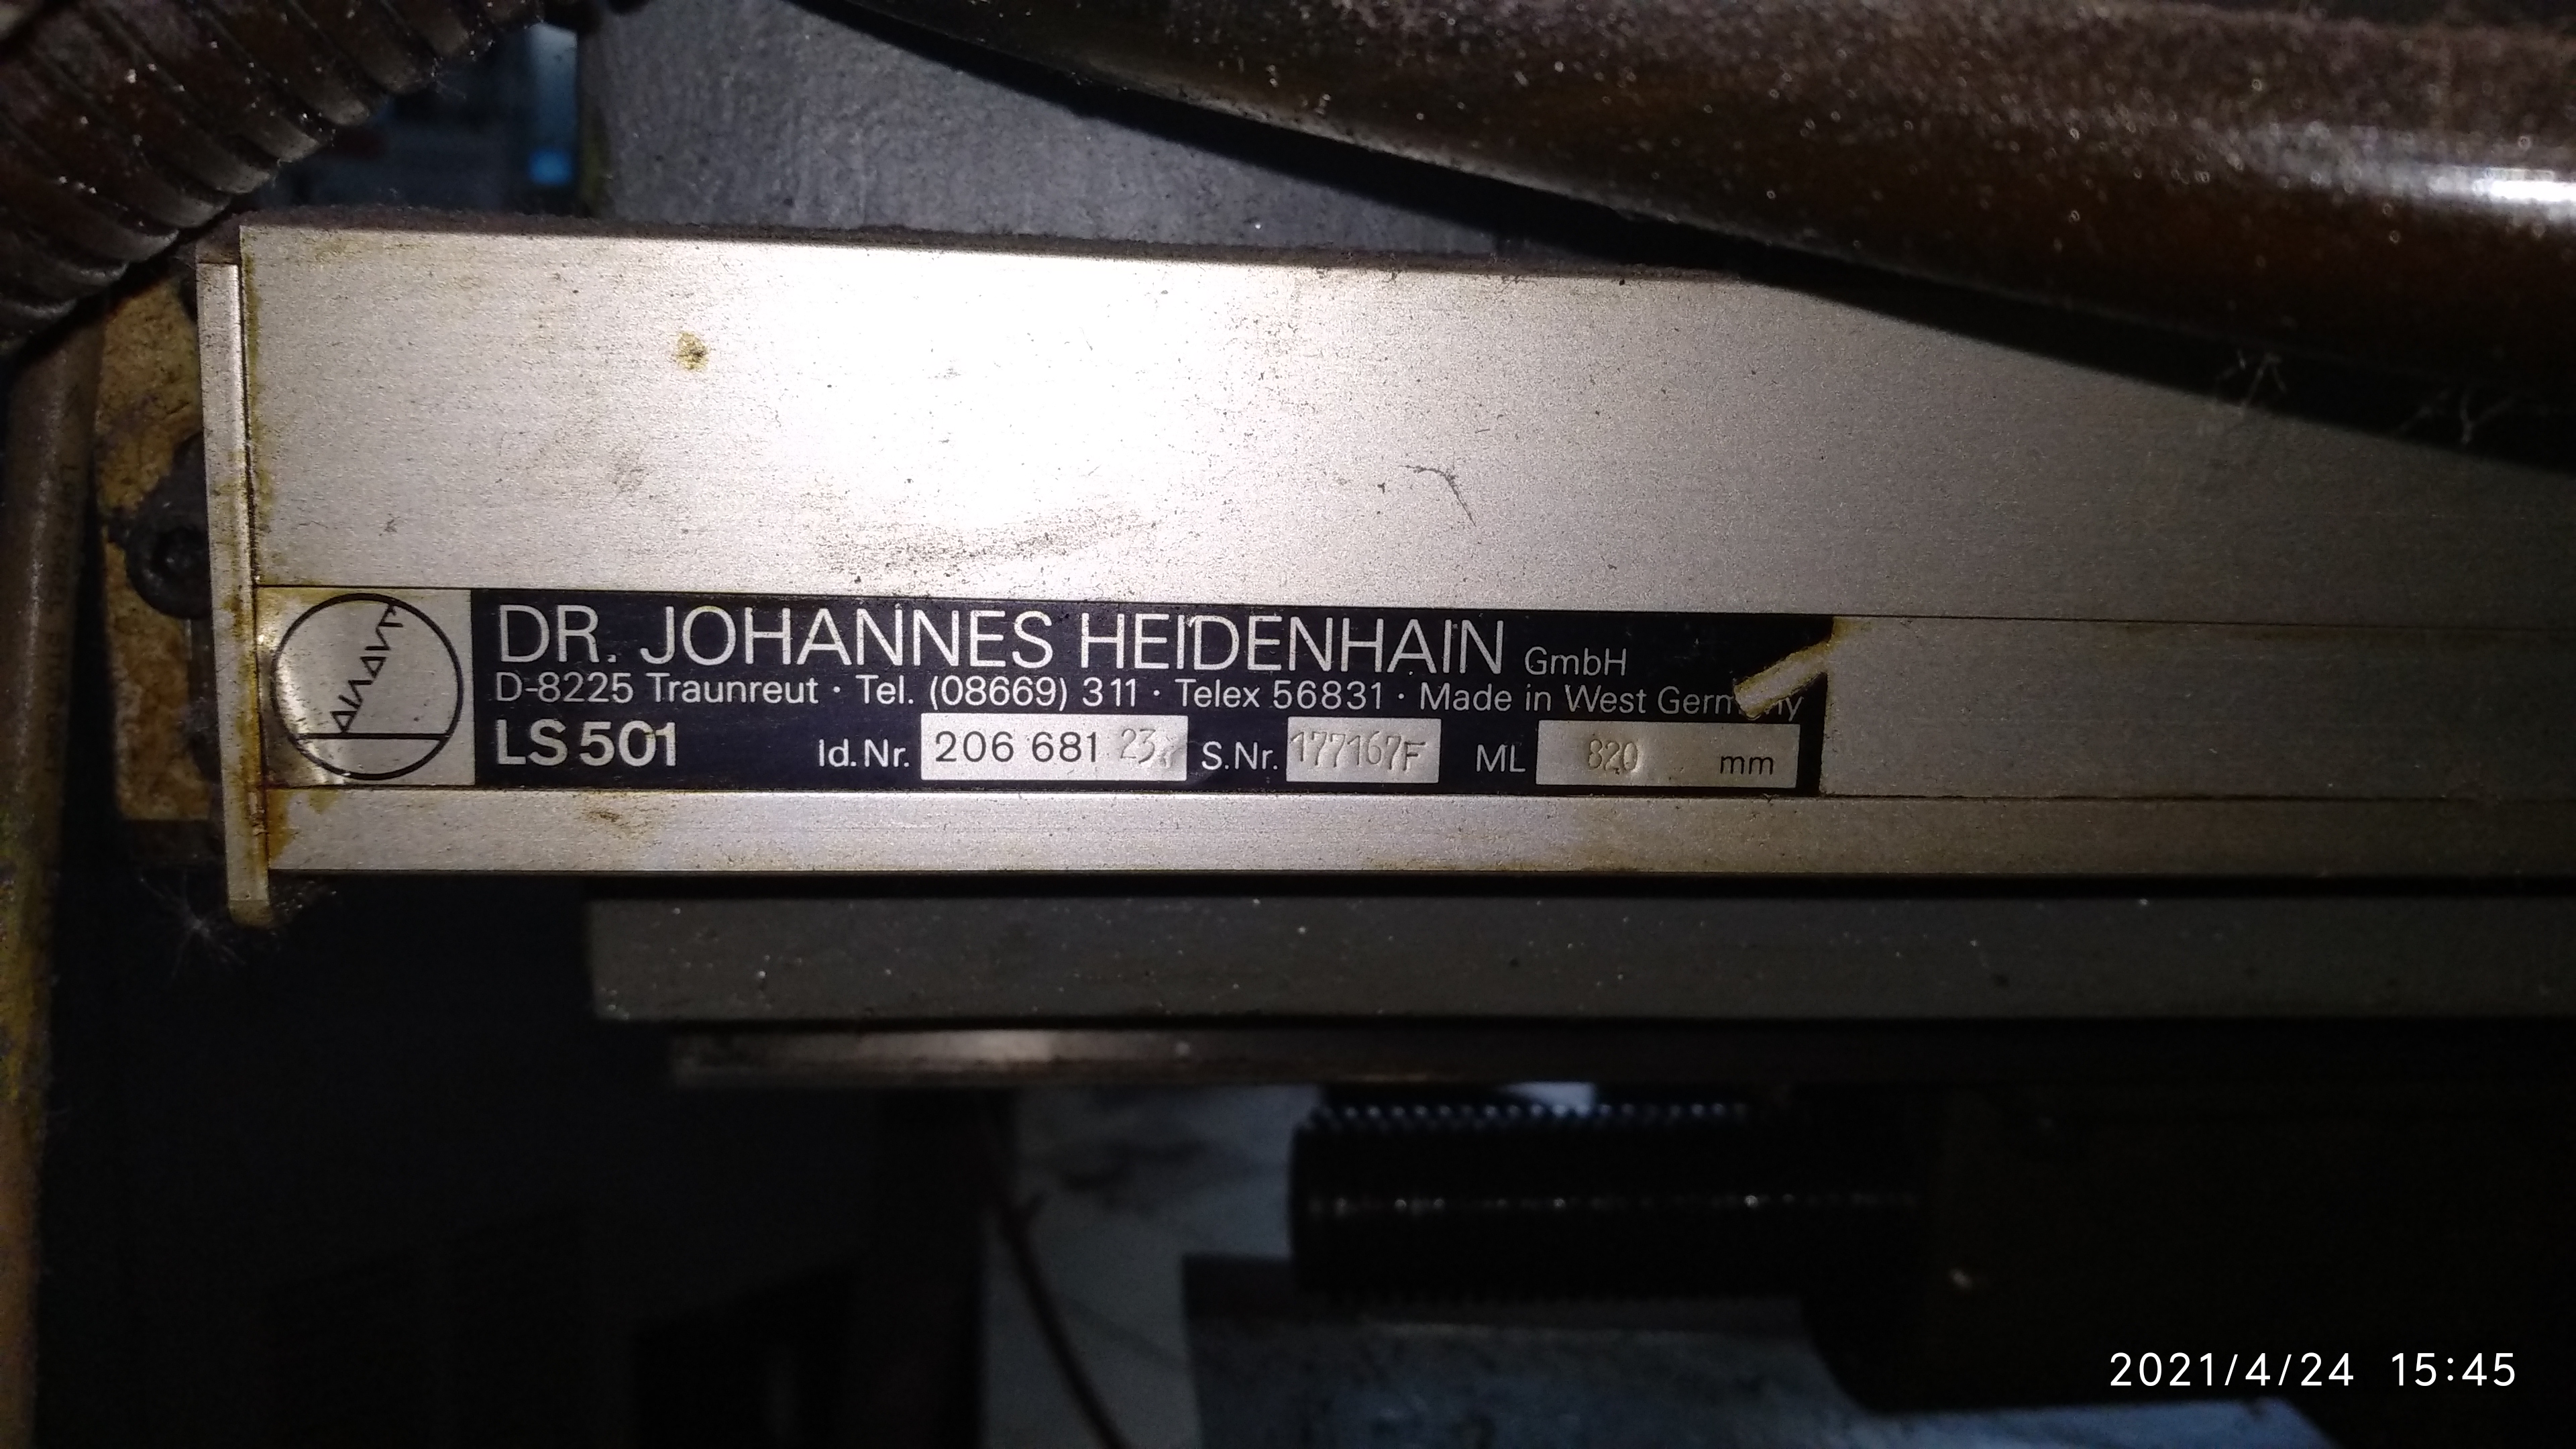 DR. JOHANNES HEIDENHAIN GmbH
D-8225 Traunreut · Tel. (08669) 311 · Telex 56831 · Made in West Germany
LS 501 Id.Nr. 206 681 S.Nr. 177167F ML 820 mm
2021/4/24 15:45